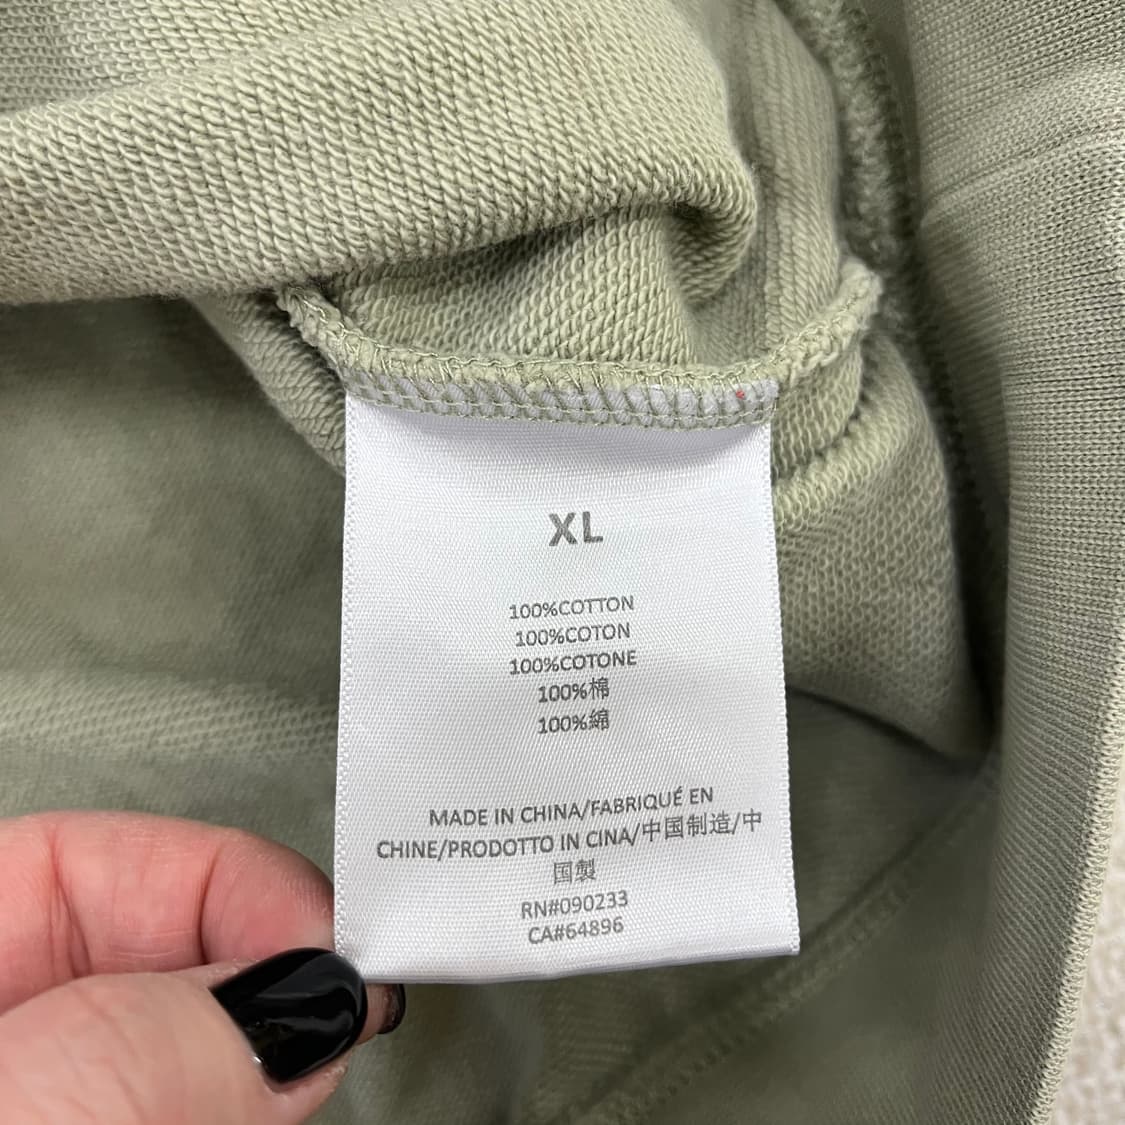 XL
100%COTTON
100%COTON
100%COTONE
100%棉
100%綿
MADE IN CHINA/FABRIQUÉ EN
CHINE/PRODOTTO IN CINA/中国制造/中
国製
RN#090233
CA#64896